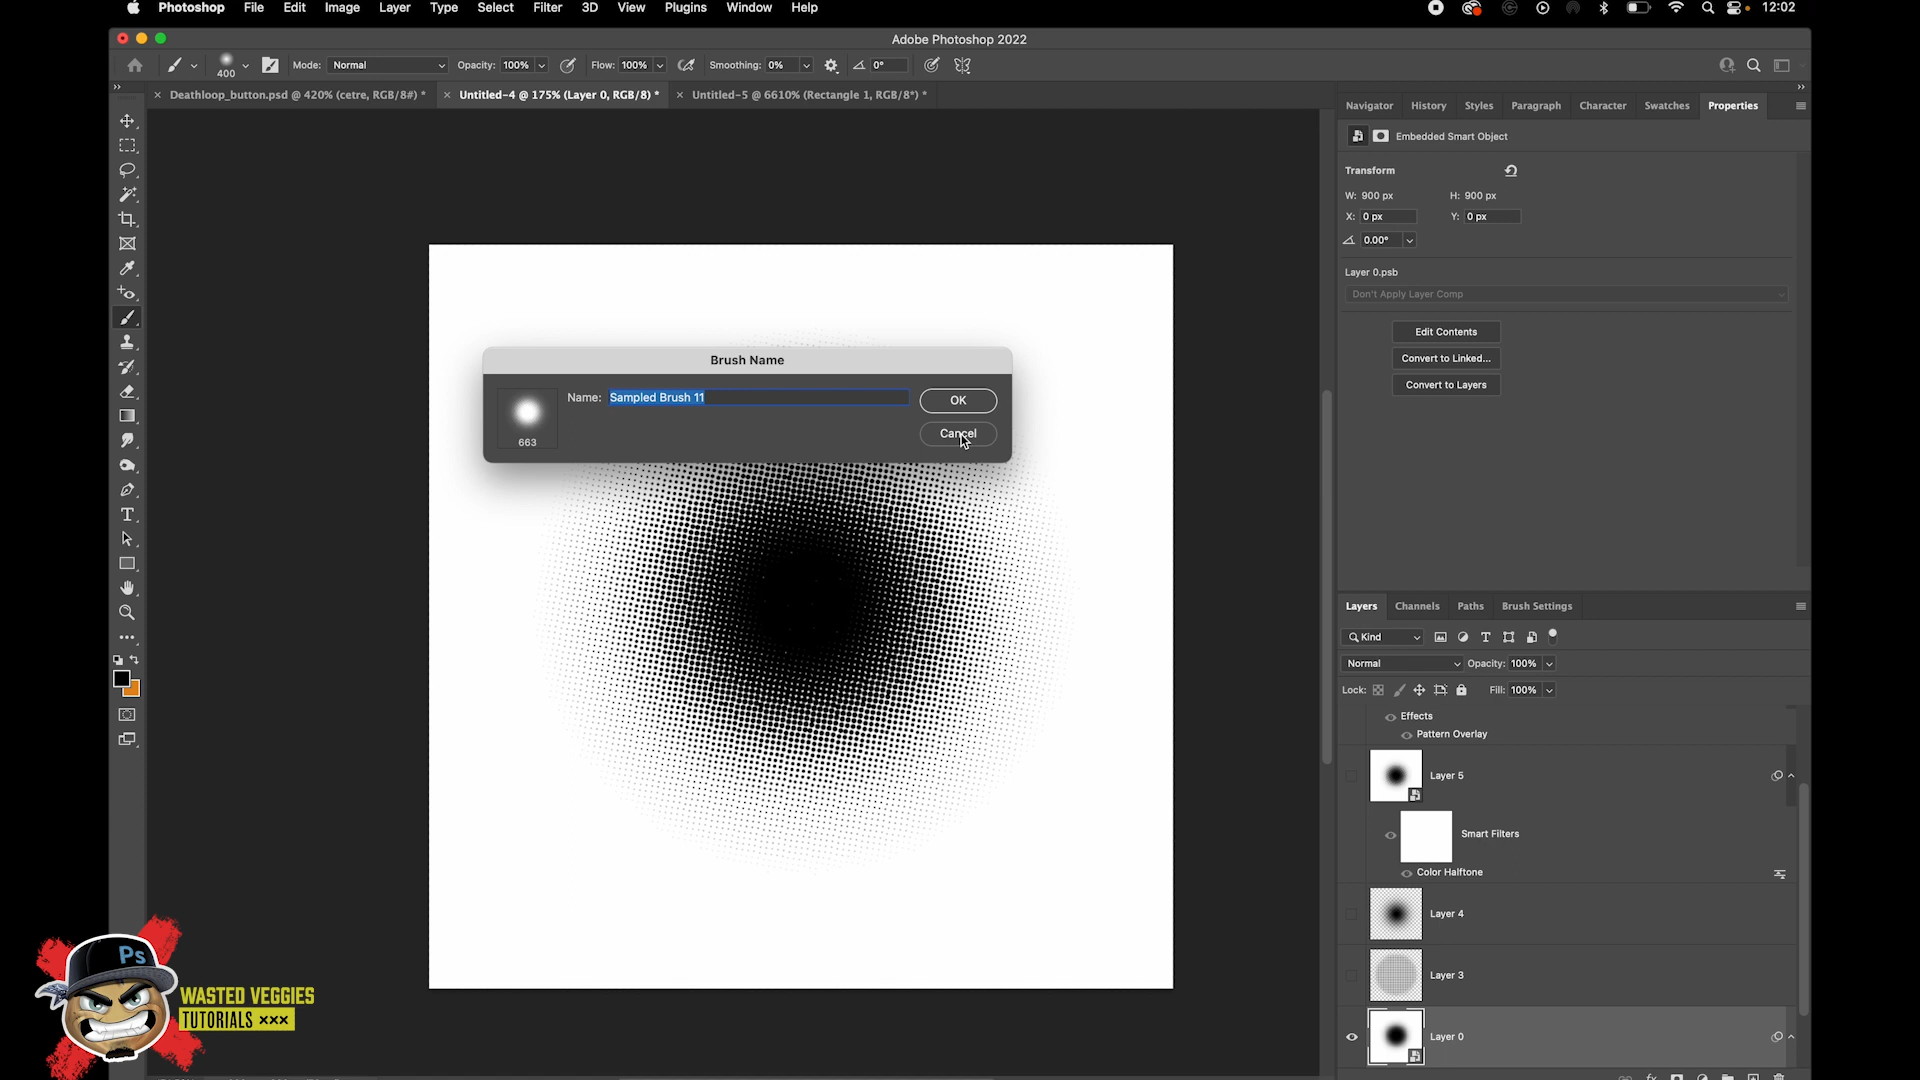 Photoshop File Edit Image Layer Type Select Filter 3D View Plugins Window Help 12:02
Adobe Photoshop 2022
400 Mode: Normal Opacity: 100% Flow: 100% Smoothing: 0% 0°
Deathloop_button.psd @ 420% (cetre, RGB/8#) * Untitled-4 @ 175% (Layer 0, RGB/8) * Untitled-5 @ 6610% (Rectangle 1, RGB/8*) *
Navigator History Styles Paragraph Character Swatches Properties
Embedded Smart Object
Transform
W: 900 px H: 900 px
X: 0 px Y: 0 px
0.00°
Layer 0.psb
Don't Apply Layer Comp
Edit Contents
Convert to Linked...
Convert to Layers
Brush Name
Name: Sampled Brush 11 OK
Cancel
663
Layers Channels Paths Brush Settings
Kind
Normal Opacity: 100%
Lock: Fill: 100%
Effects
Pattern Overlay
Layer 5
Smart Filters
Color Halftone
Layer 4
Layer 3
Layer 0
Ps
WASTED VEGGIES
TUTORIALS ×××